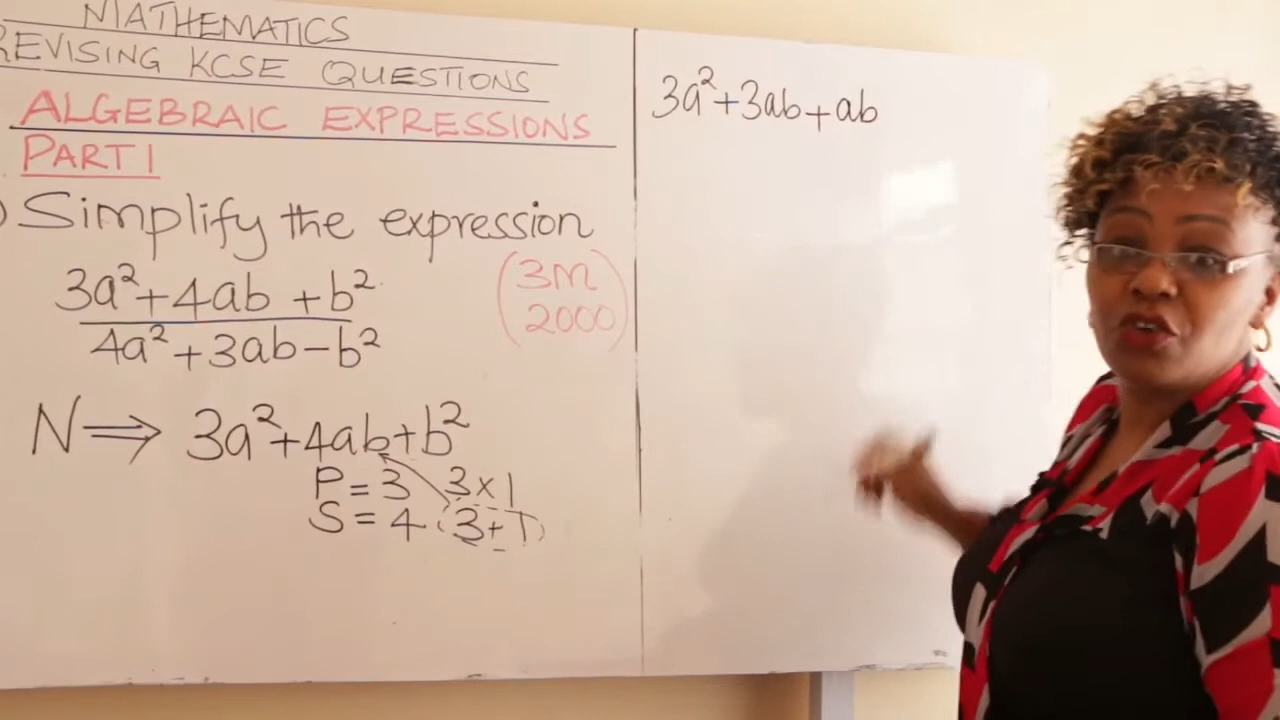 MATHEMATICS
REVISING KCSE QUESTIONS
ALGEBRAIC EXPRESSIONS
PART 1
) Simplify the expression
3a²+4ab+b²
4a²+3ab-b²
(3M
2000)
N⟹ 3a²+4ab+b²
P=3 3×1
S=4 (3+1)
3a²+3ab+ab